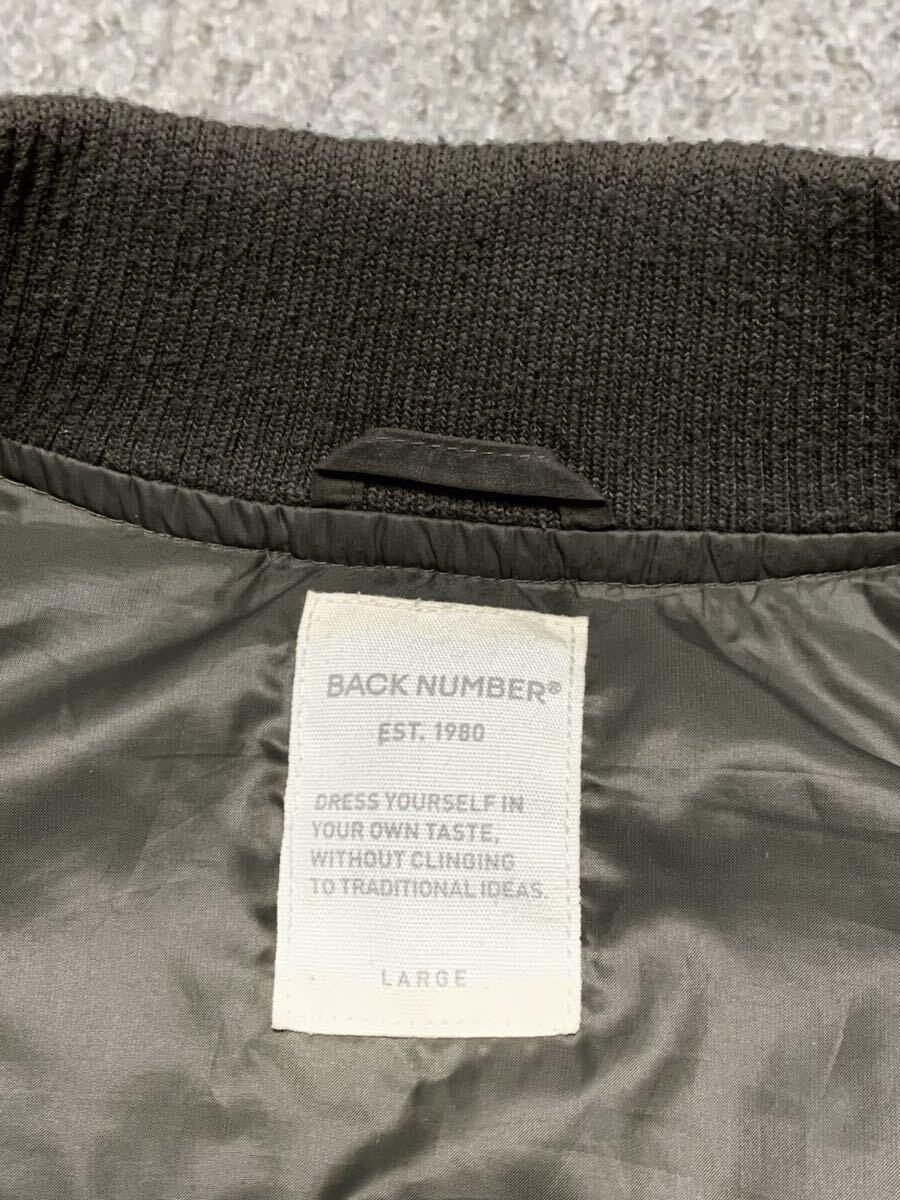 BACK NUMBER®
EST. 1980
DRESS YOURSELF IN
YOUR OWN TASTE,
WITHOUT CLINGING
TO TRADITIONAL IDEAS.
LARGE